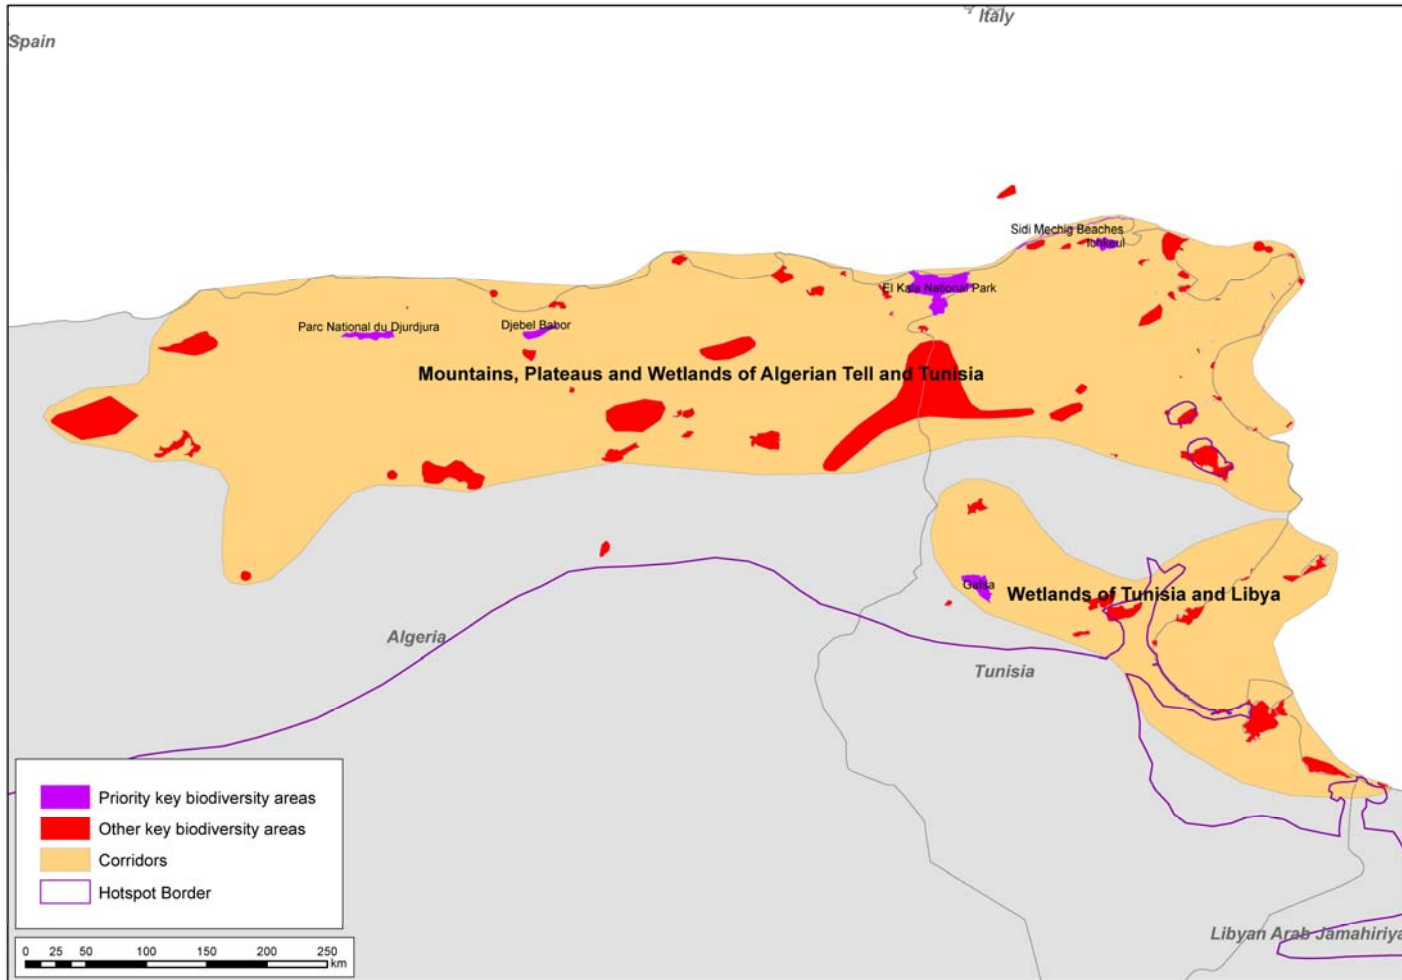 Italy
Spain
Sidi Mechig Beaches
Ichkeul
El Kala National Park
Parc National du Djurdjura
Djebel Babor
Mountains, Plateaus and Wetlands of Algerian Tell and Tunisia
Gafsa
Wetlands of Tunisia and Libya
Algeria
Tunisia
Priority key biodiversity areas
Other key biodiversity areas
Corridors
Hotspot Border
Libyan Arab Jamahiriya
0 25 50 100 150 200 250
km